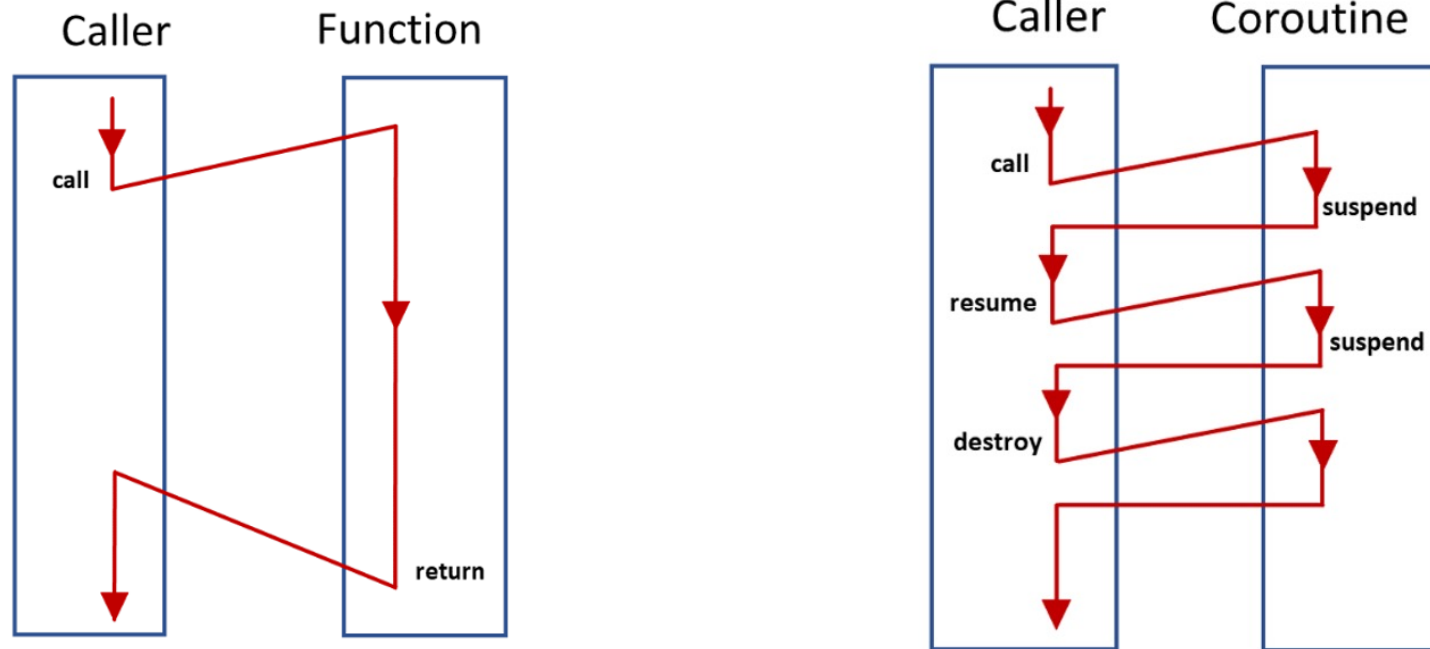 Caller
Function
call
return
Caller
Coroutine
call
suspend
resume
suspend
destroy